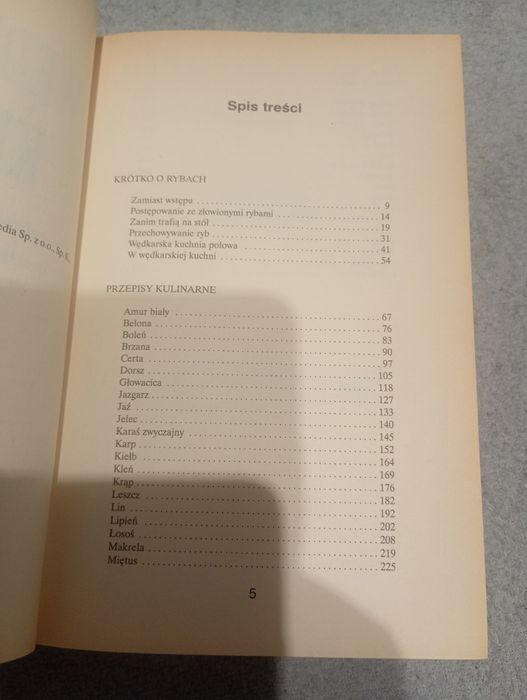 edia Sp. z o.o., Sp. K.,
Spis treści
KRÓTKO O RYBACH
Zamiast wstępu 9
Postępowanie ze złowionymi rybami 14
Zanim trafią na stół 19
Przechowywanie ryb 31
Wędkarska kuchnia polowa 41
W wędkarskiej kuchni 54
PRZEPISY KULINARNE
Amur biały 67
Belona 76
Boleń 83
Brzana 90
Certa 97
Dorsz 105
Głowacica 118
Jazgarz 127
Jaź 133
Jelec 140
Karaś zwyczajny 145
Karp 152
Kiełb 164
Kleń 169
Krąp 176
Leszcz 182
Lin 192
Lipień 202
Łosoś 208
Makrela 219
Miętus 225
5